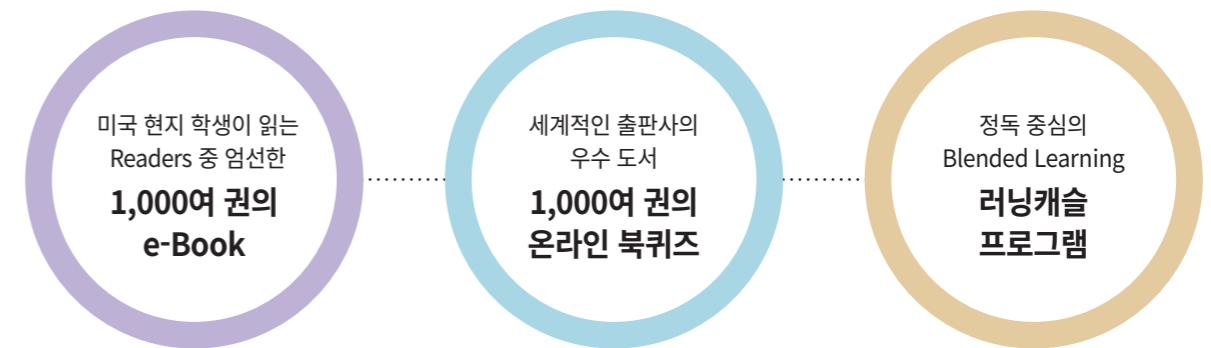 미국 현지 학생이 읽는
Readers 중 엄선한
1,000여 권의
e-Book
세계적인 출판사의
우수 도서
1,000여 권의
온라인 북퀴즈
정독 중심의
Blended Learning
러닝캐슬
프로그램